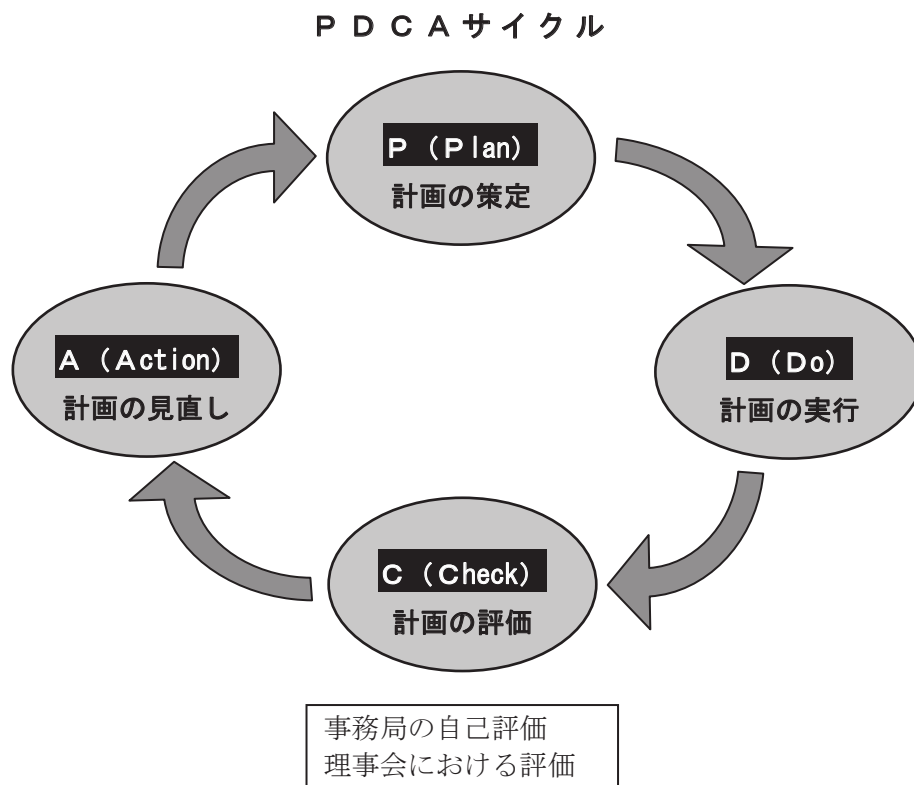 ＰＤＣＡサイクル
Ｐ（Ｐlan）
計画の策定
Ａ（Ａction）
計画の見直し
Ｄ（Ｄo）
計画の実行
Ｃ（Ｃheck）
計画の評価
事務局の自己評価
理事会における評価